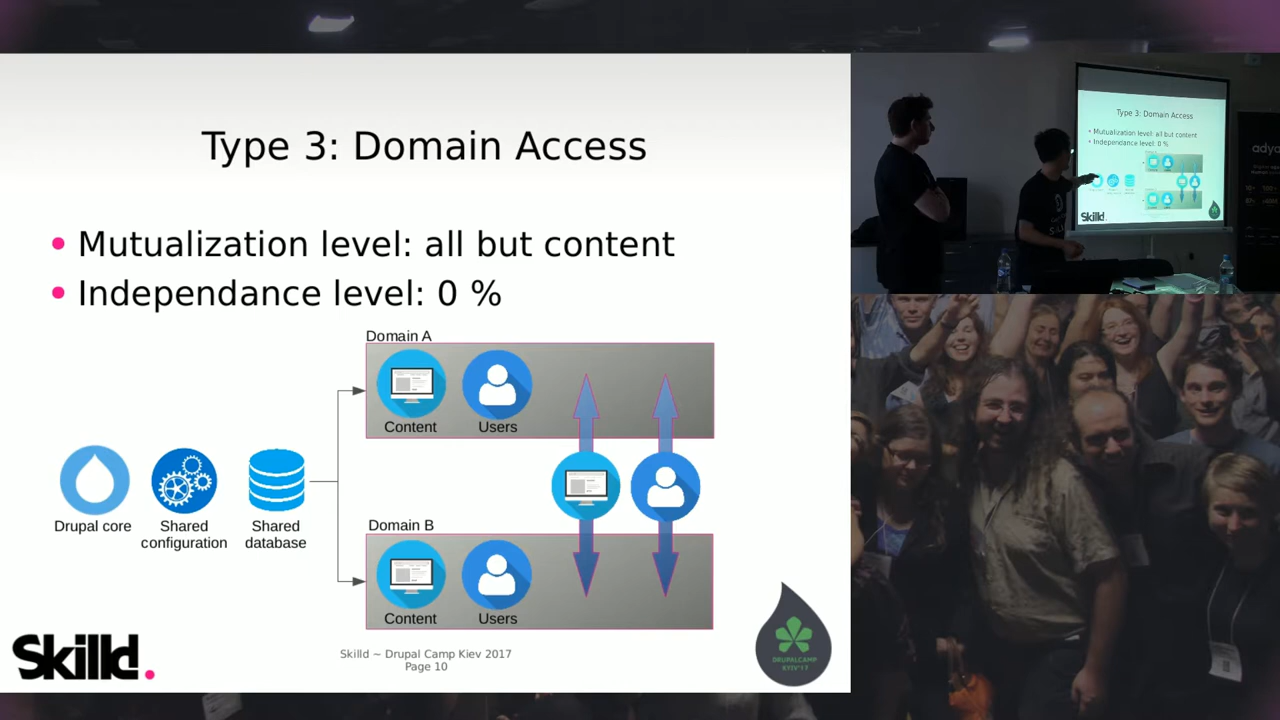 Type 3: Domain Access
• Mutualization level: all but content
• Independance level: 0 %
Domain A
Content
Users
Drupal core
Shared
configuration
Shared
database
Domain B
Content
Users
Skilld.
Skilld ~ Drupal Camp Kiev 2017
Page 10
DRUPALCAMP
Type 3: Domain Access
• Mutualization level: all but content
• Independance level: 0 %
Skilld